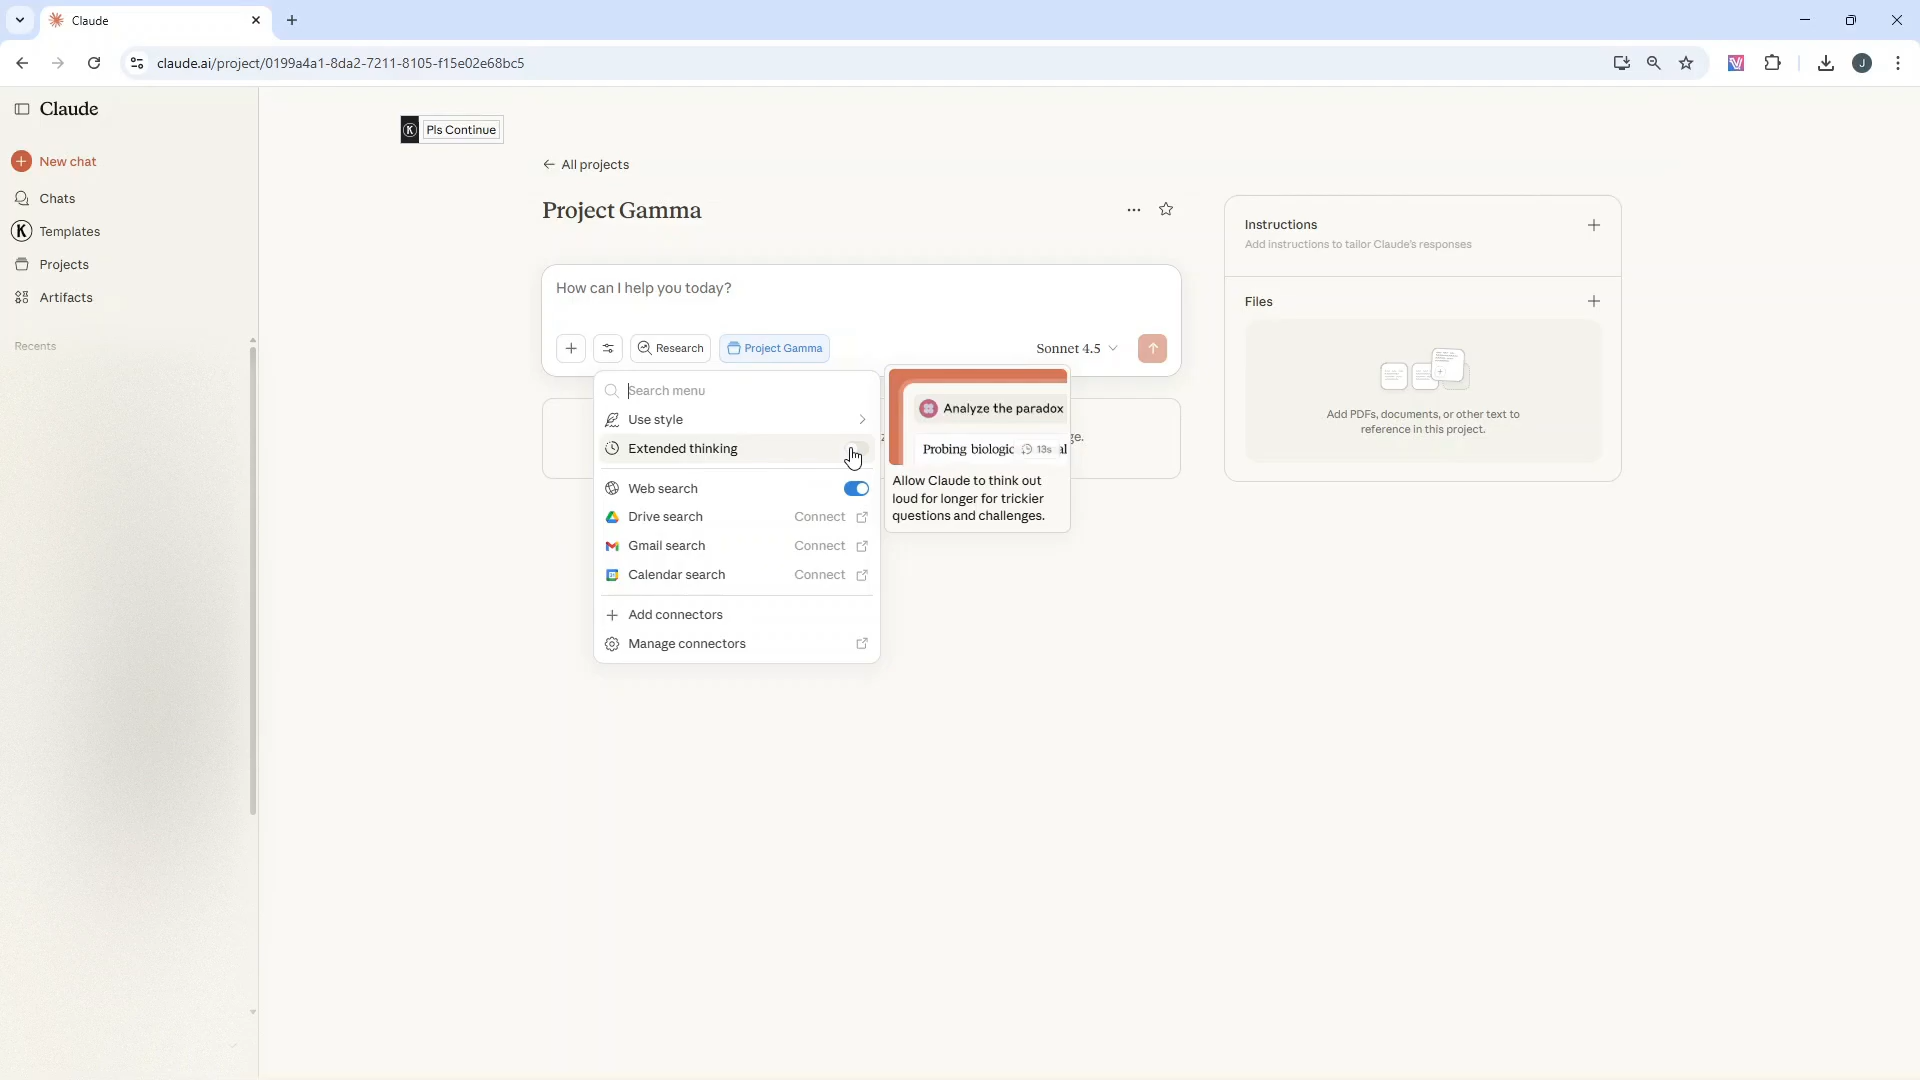 Claude
claude.ai/project/0199a4a1-8da2-7211-8105-f15e02e68bc5
J
Claude
K Pls Continue
New chat
Chats
K Templates
Projects
Artifacts
Recents
← All projects
Project Gamma
How can I help you today?
Research
Project Gamma
Sonnet 4.5
Search menu
Use style
Extended thinking
Web search
Drive search Connect
Gmail search Connect
Calendar search Connect
Add connectors
Manage connectors
Analyze the paradox
Probing biologic 13s al
ge.
Allow Claude to think out
loud for longer for trickier
questions and challenges.
Instructions
Add instructions to tailor Claude's responses
Files
Add PDFs, documents, or other text to
reference in this project.